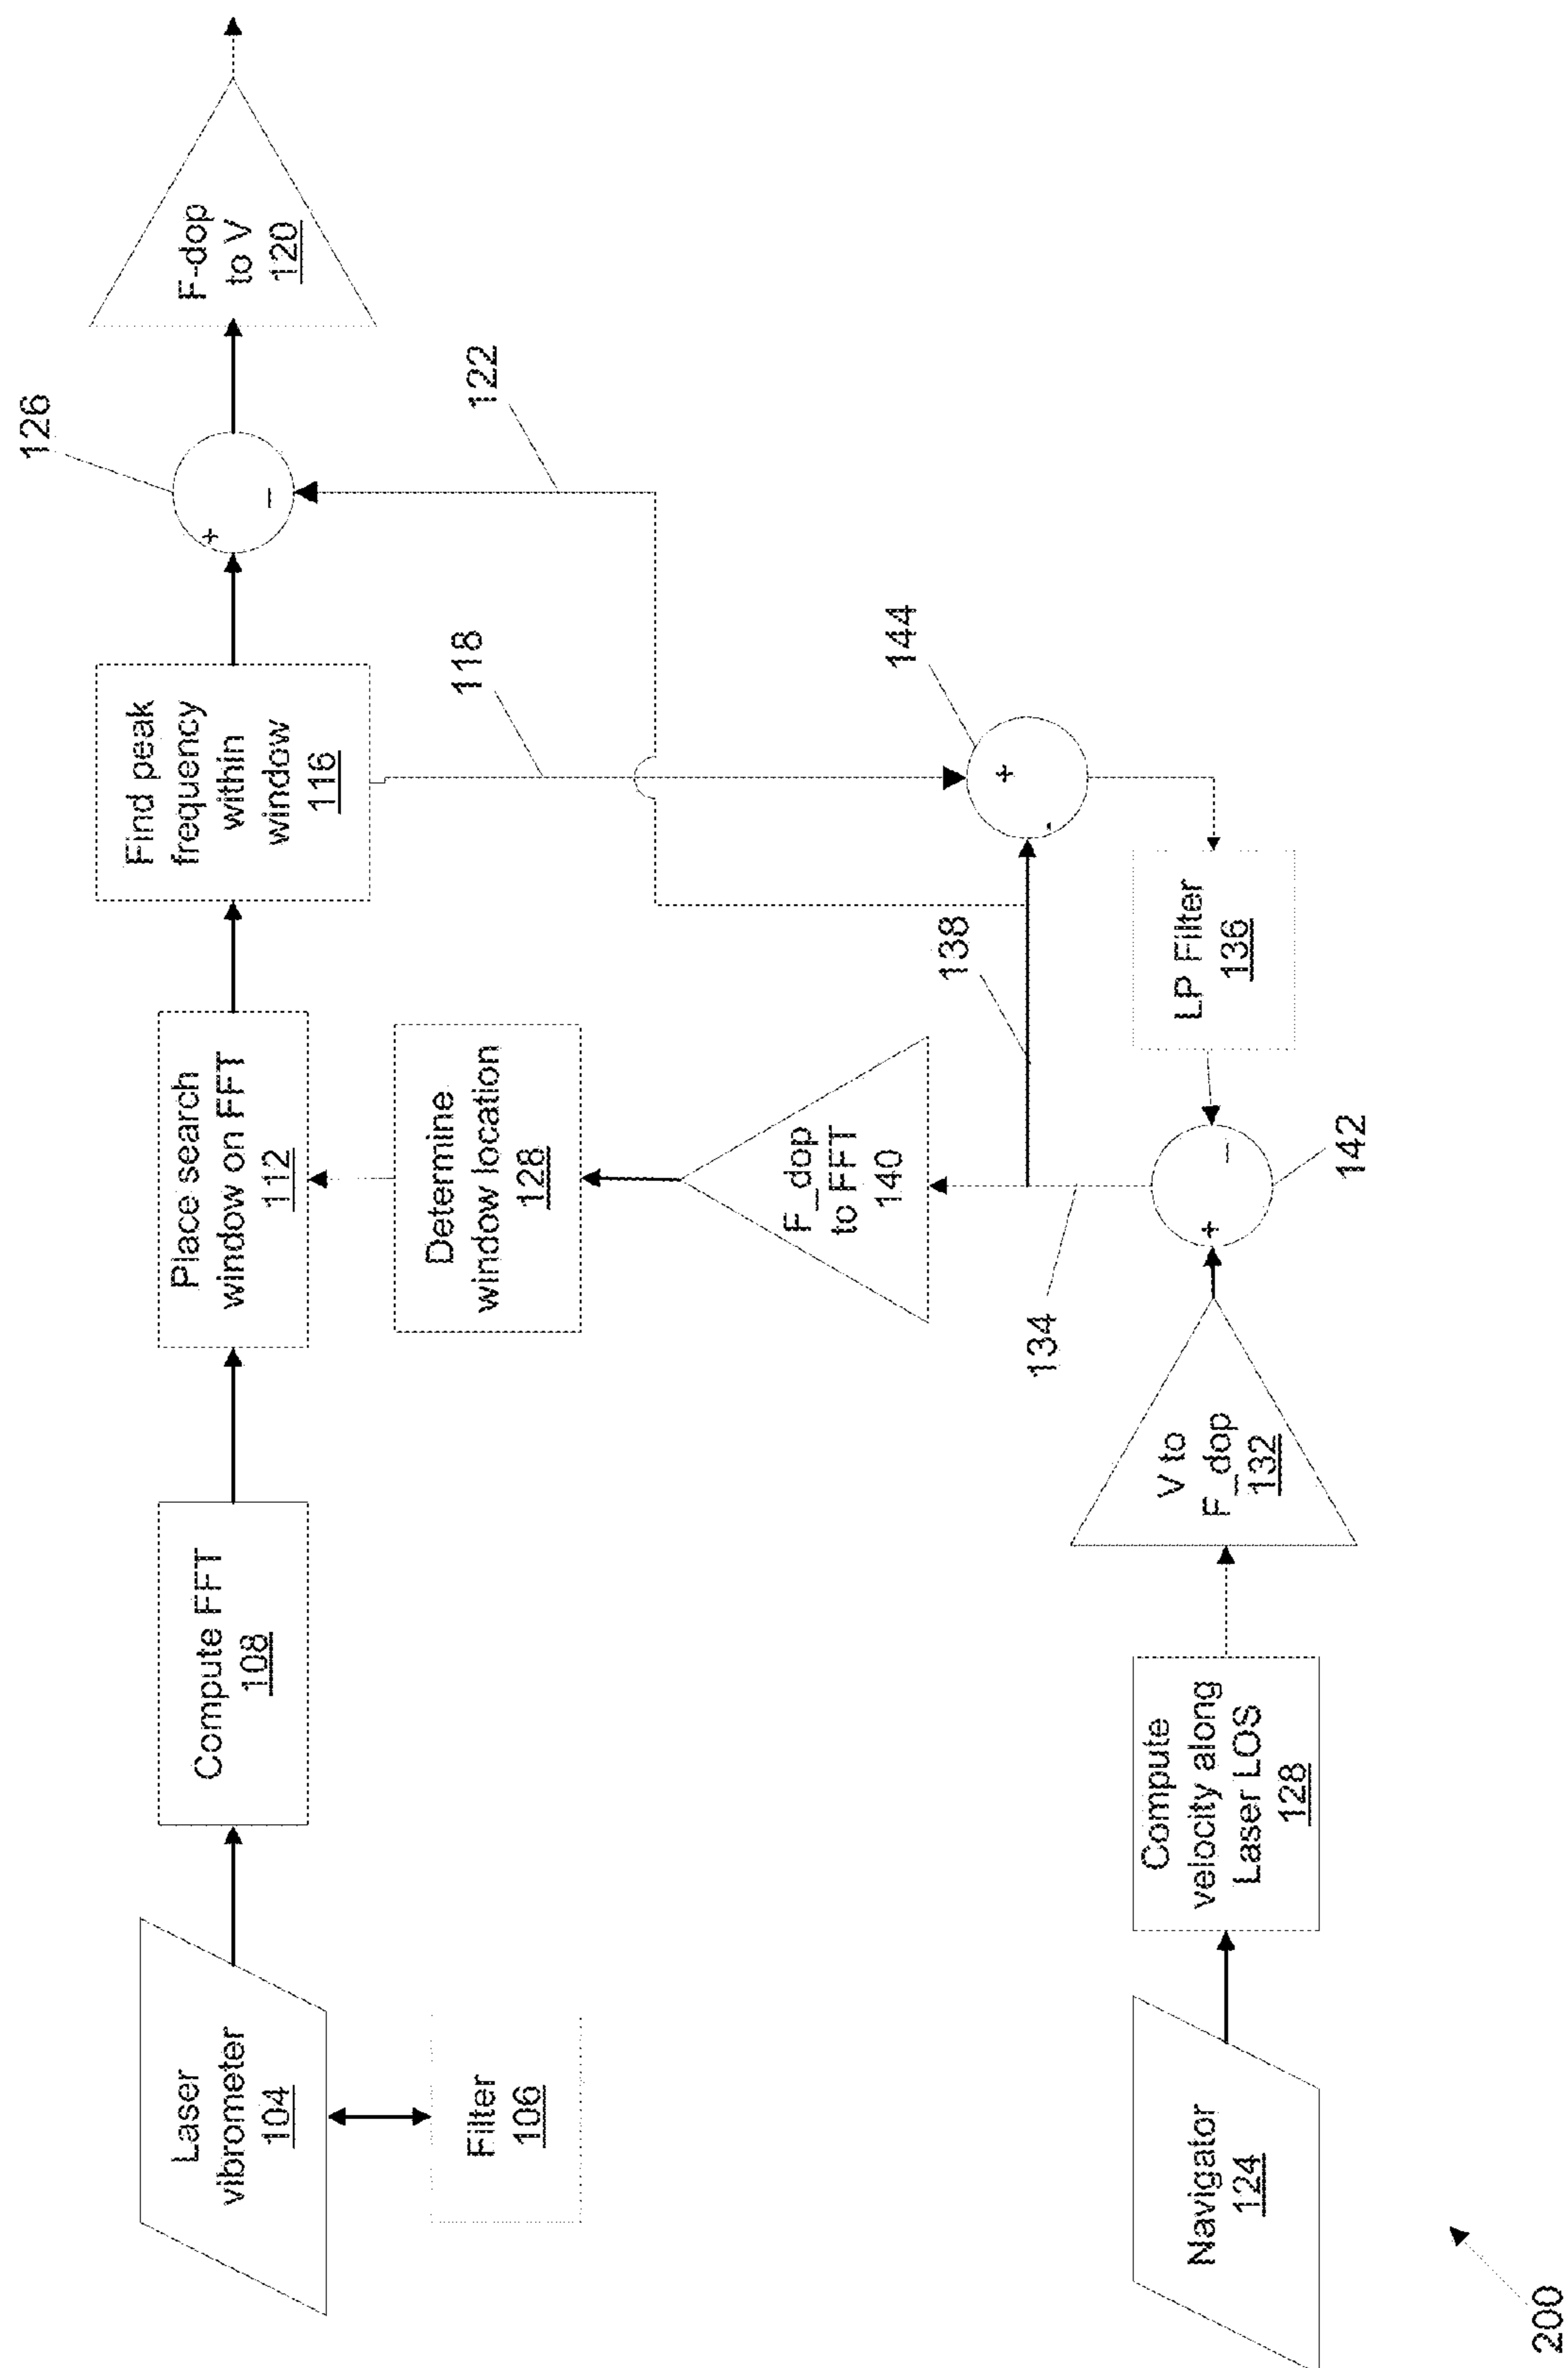 Laser
vibrometer
104
Filter
106
Compute FFT
108
Place search
window on FFT
112
Find peak
frequency
within
window
116
+
−
126
F-dop
to V
120
122
118
Determine
window location
128
F_dop
to FFT
140
138
144
+
-
134
LP Filter
136
Navigator
124
Compute
velocity along
Laser LOS
128
V to
F_dop
132
+
−
142
200